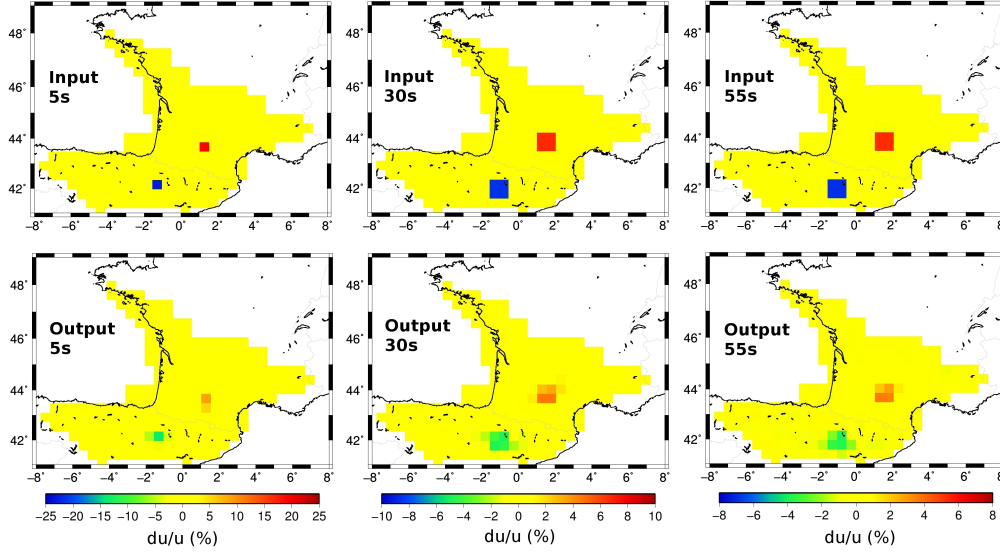 48˚ 48˚ 48˚
Input Input Input
5s 30s 55s
46˚ 46˚ 46˚
44˚ 44˚ 44˚
42˚ 42˚ 42˚
−8˚ −6˚ −4˚ −2˚ 0˚ 2˚ 4˚ 6˚ 8˚ −8˚ −6˚ −4˚ −2˚ 0˚ 2˚ 4˚ 6˚ 8˚ −8˚ −6˚ −4˚ −2˚ 0˚ 2˚ 4˚ 6˚ 8
48˚ 48˚ 48˚
Output Output Output
5s 30s 55s
46˚ 46˚ 46˚
44˚ 44˚ 44˚
42˚ 42˚ 42˚
−8˚ −6˚ −4˚ −2˚ 0˚ 2˚ 4˚ 6˚ 8˚ −8˚ −6˚ −4˚ −2˚ 0˚ 2˚ 4˚ 6˚ 8˚ −8˚ −6˚ −4˚ −2˚ 0˚ 2˚ 4˚ 6˚ 8
−25 −20 −15 −10 −5 0 5 10 15 20 25 −10 −8 −6 −4 −2 0 2 4 6 8 10 −8 −6 −4 −2 0 2 4 6 8
du/u (%) du/u (%) du/u (%)